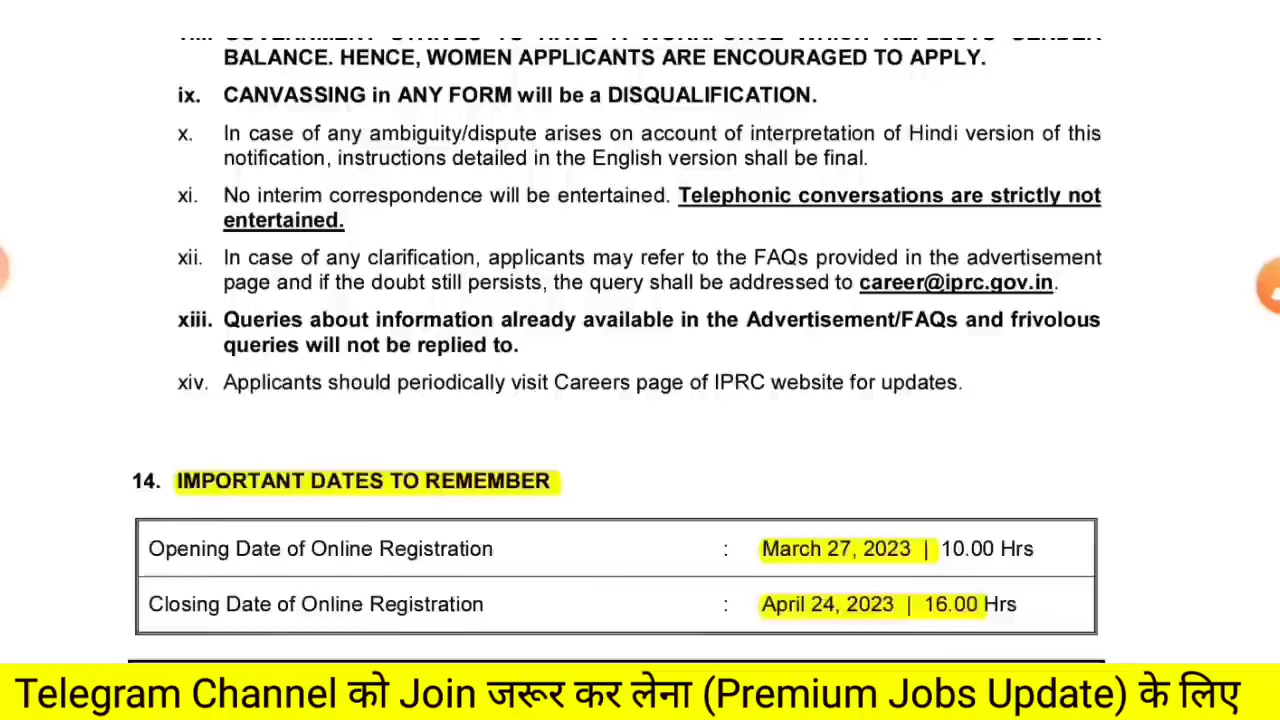 BALANCE. HENCE, WOMEN APPLICANTS ARE ENCOURAGED TO APPLY.
ix. CANVASSING in ANY FORM will be a DISQUALIFICATION.
x. In case of any ambiguity/dispute arises on account of interpretation of Hindi version of this
notification, instructions detailed in the English version shall be final.
xi. No interim correspondence will be entertained. Telephonic conversations are strictly not
entertained.
xii. In case of any clarification, applicants may refer to the FAQs provided in the advertisement
page and if the doubt still persists, the query shall be addressed to career@iprc.gov.in.
xiii. Queries about information already available in the Advertisement/FAQs and frivolous
queries will not be replied to.
xiv. Applicants should periodically visit Careers page of IPRC website for updates.
14. IMPORTANT DATES TO REMEMBER
Opening Date of Online Registration : March 27, 2023 | 10.00 Hrs
Closing Date of Online Registration : April 24, 2023 | 16.00 Hrs
Telegram Channel को Join जरूर कर लेना (Premium Jobs Update) के लिए